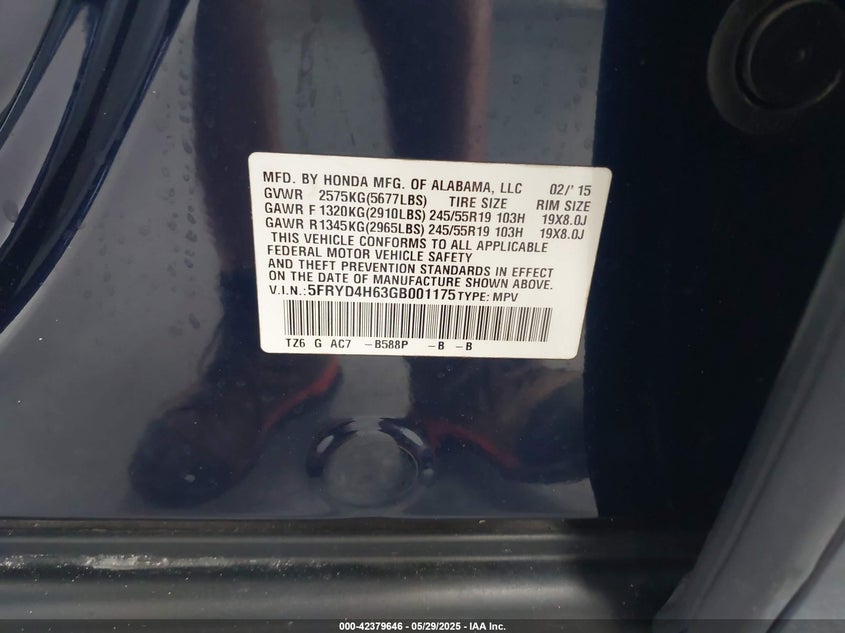 MFD. BY HONDA MFG. OF ALABAMA, LLC 02/'15
GVWR 2575KG(5677LBS) TIRE SIZE RIM SIZE
GAWR F 1320KG(2910LBS) 245/55R19 103H 19X8.0J
GAWR R 1345KG(2965LBS) 245/55R19 103H 19X8.0J
THIS VEHICLE CONFORMS TO ALL APPLICABLE
FEDERAL MOTOR VEHICLE SAFETY
AND THEFT PREVENTION STANDARDS IN EFFECT
ON THE DATE OF MANUFACTURE SHOWN ABOVE.
V.I.N.:5FRYD4H63GB001175 TYPE: MPV
TZ6 G AC7 -B588P -B -B
000-42379646 - 05/29/2025 - IAA Inc.